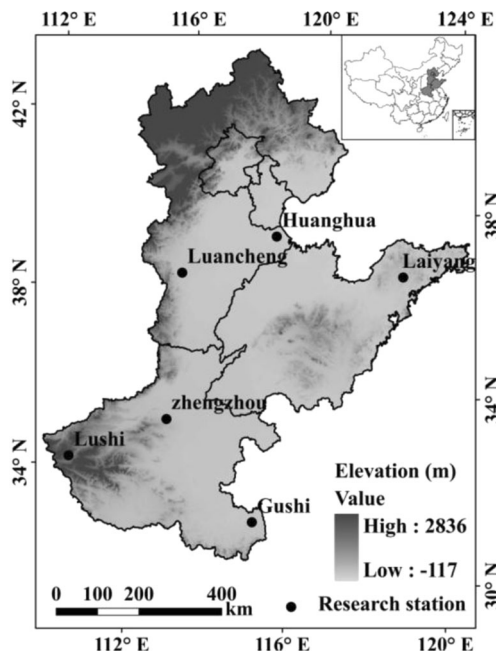 112° E 116° E 120° E 124° E
42° N
38° N
Huanghua
Luancheng
Laiyang
38° N
zhengzhou
34° N
Lushi
34° N
Elevation (m)
Value
Gushi
High : 2836
Low : -117
30° N
0 100 200 400
km
Research station
112° E 116° E 120° E